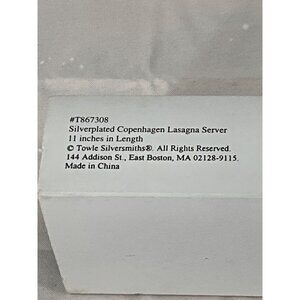 #T867308
Silverplated Copenhagen Lasagna Server
11 inches in Length
© Towle Silversmiths®. All Rights Reserved.
144 Addison St., East Boston, MA 02128-9115.
Made in China